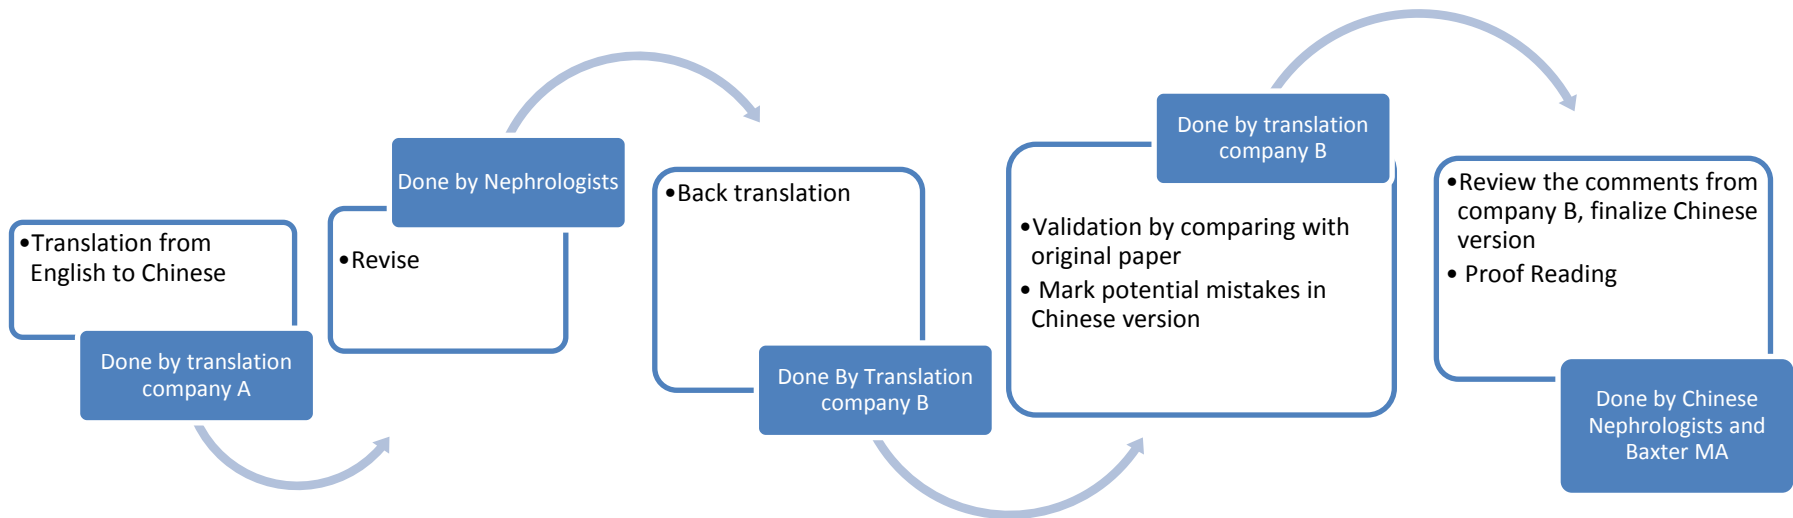 •Translation from
English to Chinese
Done by translation
company A
Done by Nephrologists
•Revise
•Back translation
Done By Translation
company B
Done by translation
company B
•Validation by comparing with
original paper
• Mark potential mistakes in
Chinese version
•Review the comments from
company B, finalize Chinese
version
• Proof Reading
Done by Chinese
Nephrologists and
Baxter MA